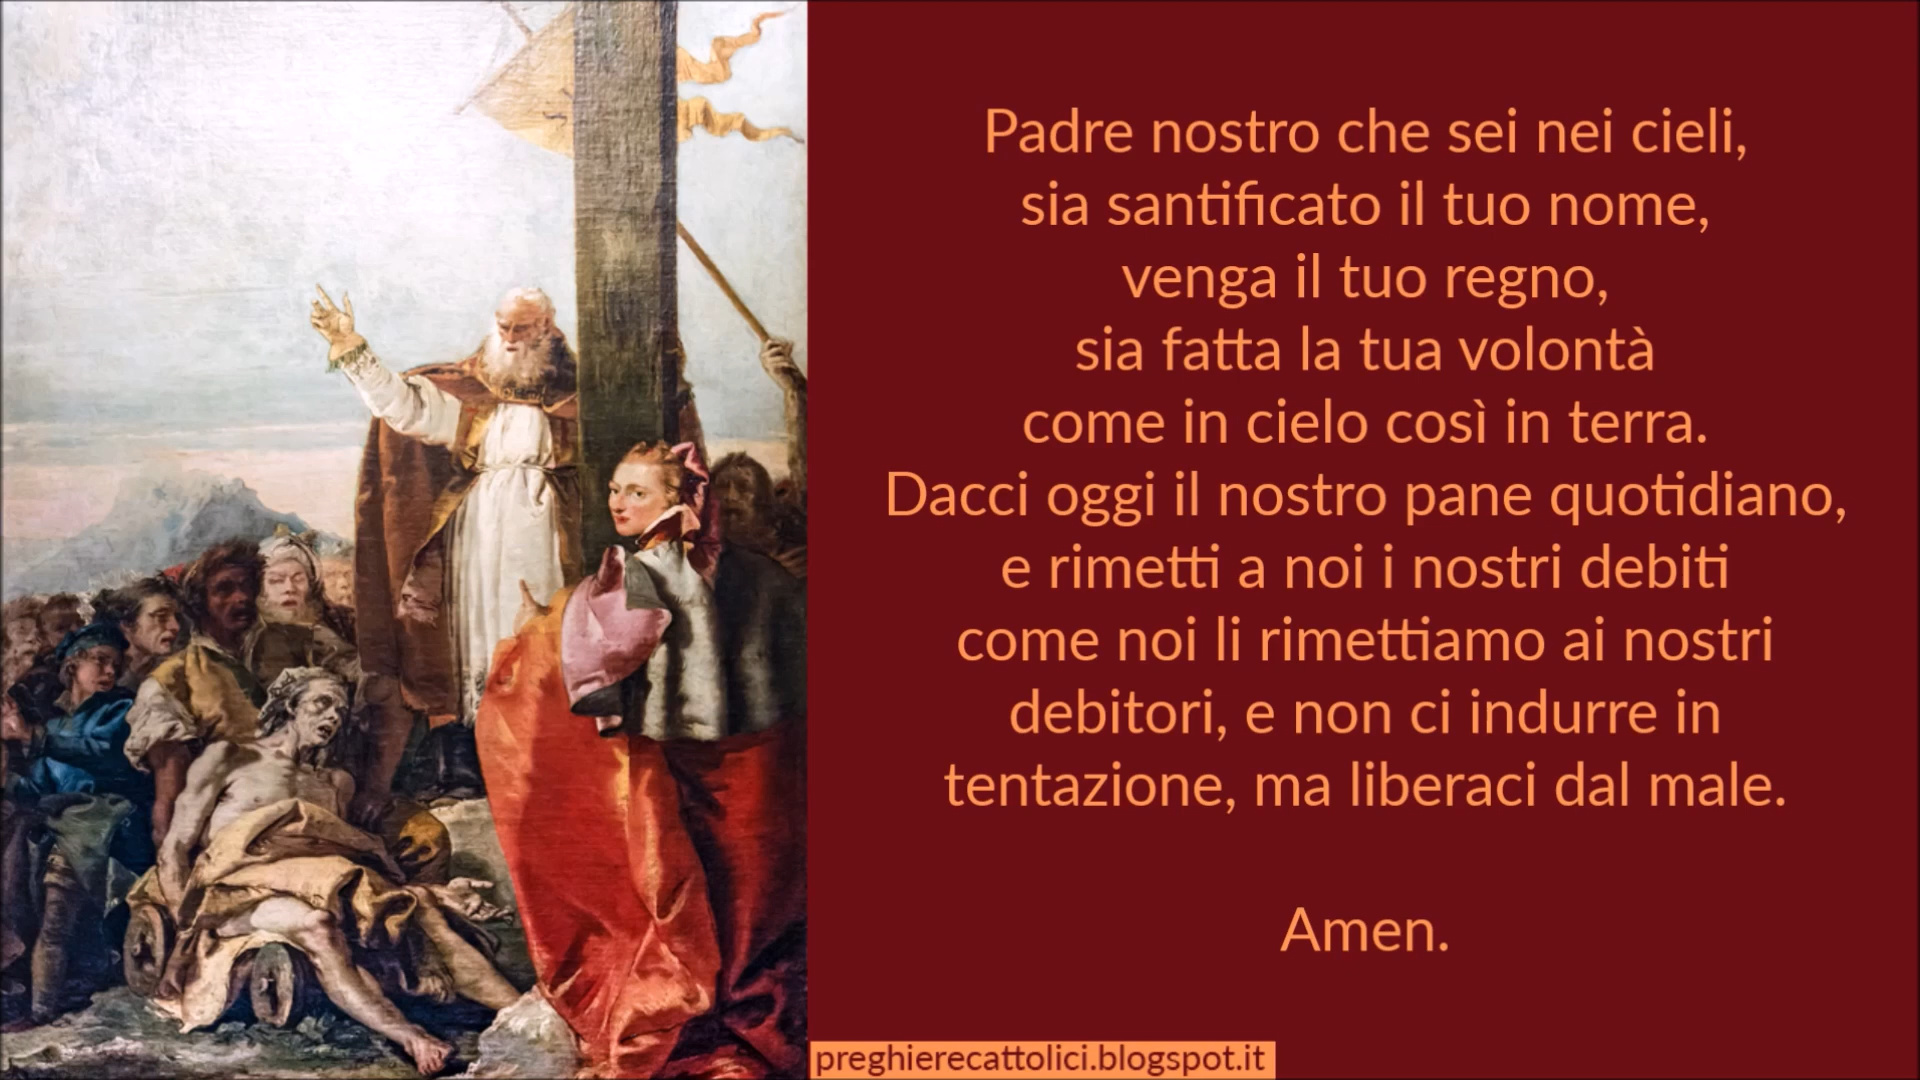 Padre nostro che sei nei cieli,
sia santificato il tuo nome,
venga il tuo regno,
sia fatta la tua volontà
come in cielo così in terra.
Dacci oggi il nostro pane quotidiano,
e rimetti a noi i nostri debiti
come noi li rimettiamo ai nostri
debitori, e non ci indurre in
tentazione, ma liberaci dal male.
Amen.
preghierecattolici.blogspot.it